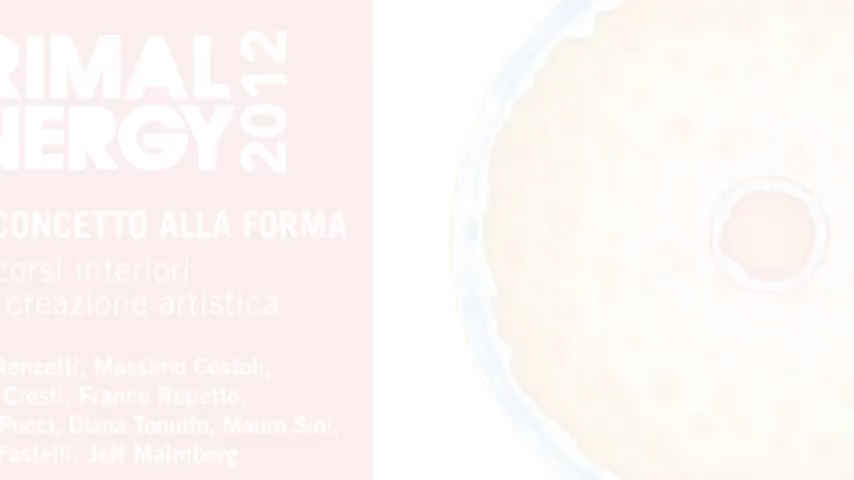 RIMAL
NERGY
2012
CONCETTO ALLA FORMA
corsi interiori
creazione artistica
Renzetti, Massimo Costoli,
Cresti, Franco Repetto,
Pucci, Diana Tonutto, Mauro Sini,
Fastelli, Jeff Malmberg